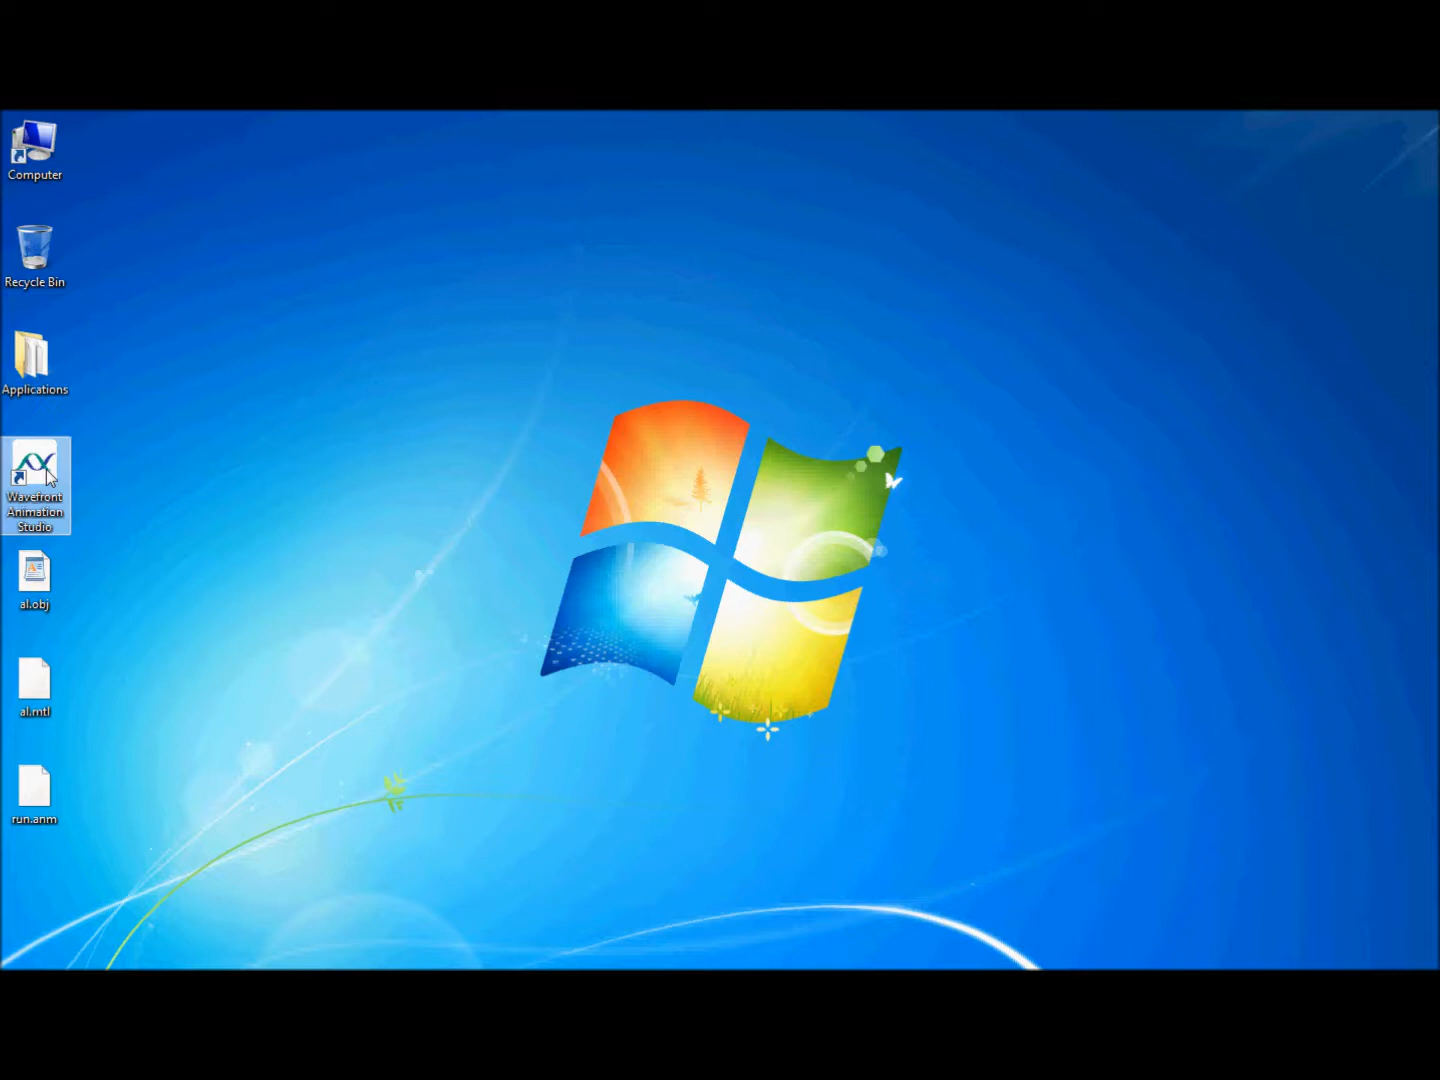 Computer
Recycle Bin
Applications
Wavefront
Animation
Studio
al.obj
al.mtl
run.anm